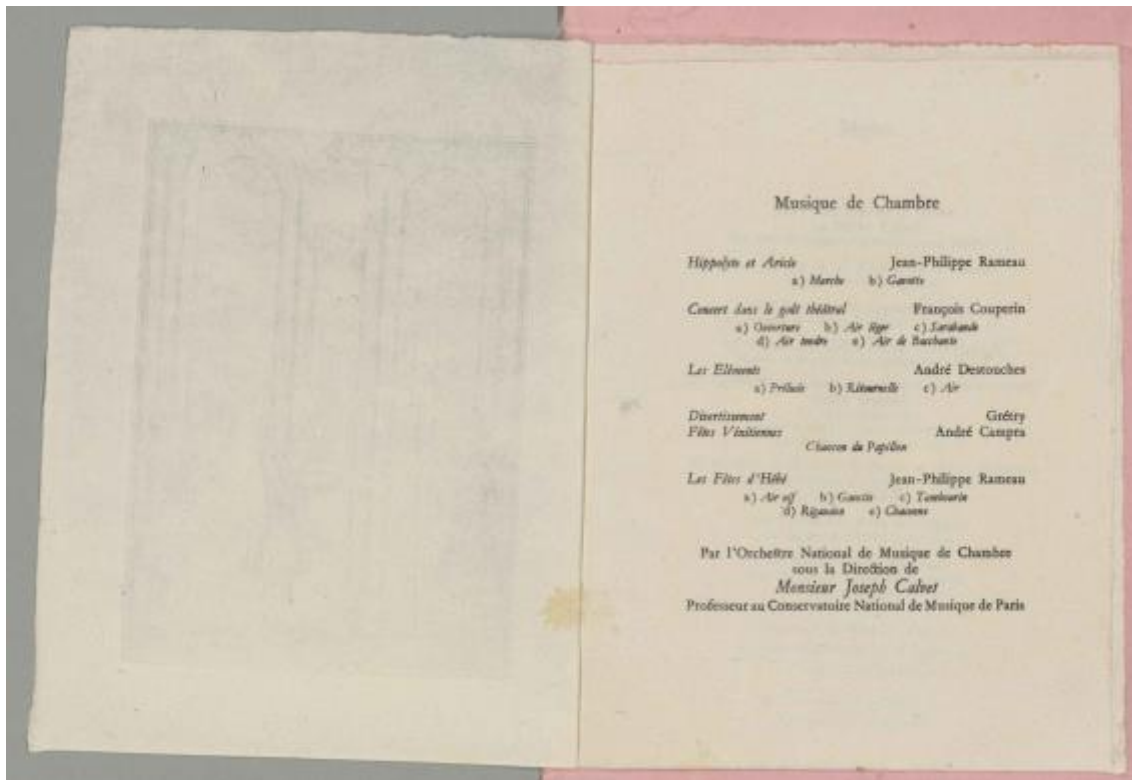 Musique de Chambre
Hippolyte et Aricie Jean-Philippe Rameau
a) Marche b) Gavotte
Concert dans le goût théâtral François Couperin
a) Ouverture b) Air léger c) Sarabande
d) Air tendre e) Air de Bacchante
Les Eléments André Destouches
a) Prélude b) Ritournelle c) Air
Divertissement Grétry
Fêtes Vénitiennes André Campra
Chanson du Papillon
Les Fêtes d'Hébé Jean-Philippe Rameau
a) Air vif b) Gavotte c) Tambourin
d) Rigaudon e) Chaconne
Par l'Orchestre National de Musique de Chambre
sous la Direction de
Monsieur Joseph Calvet
Professeur au Conservatoire National de Musique de Paris